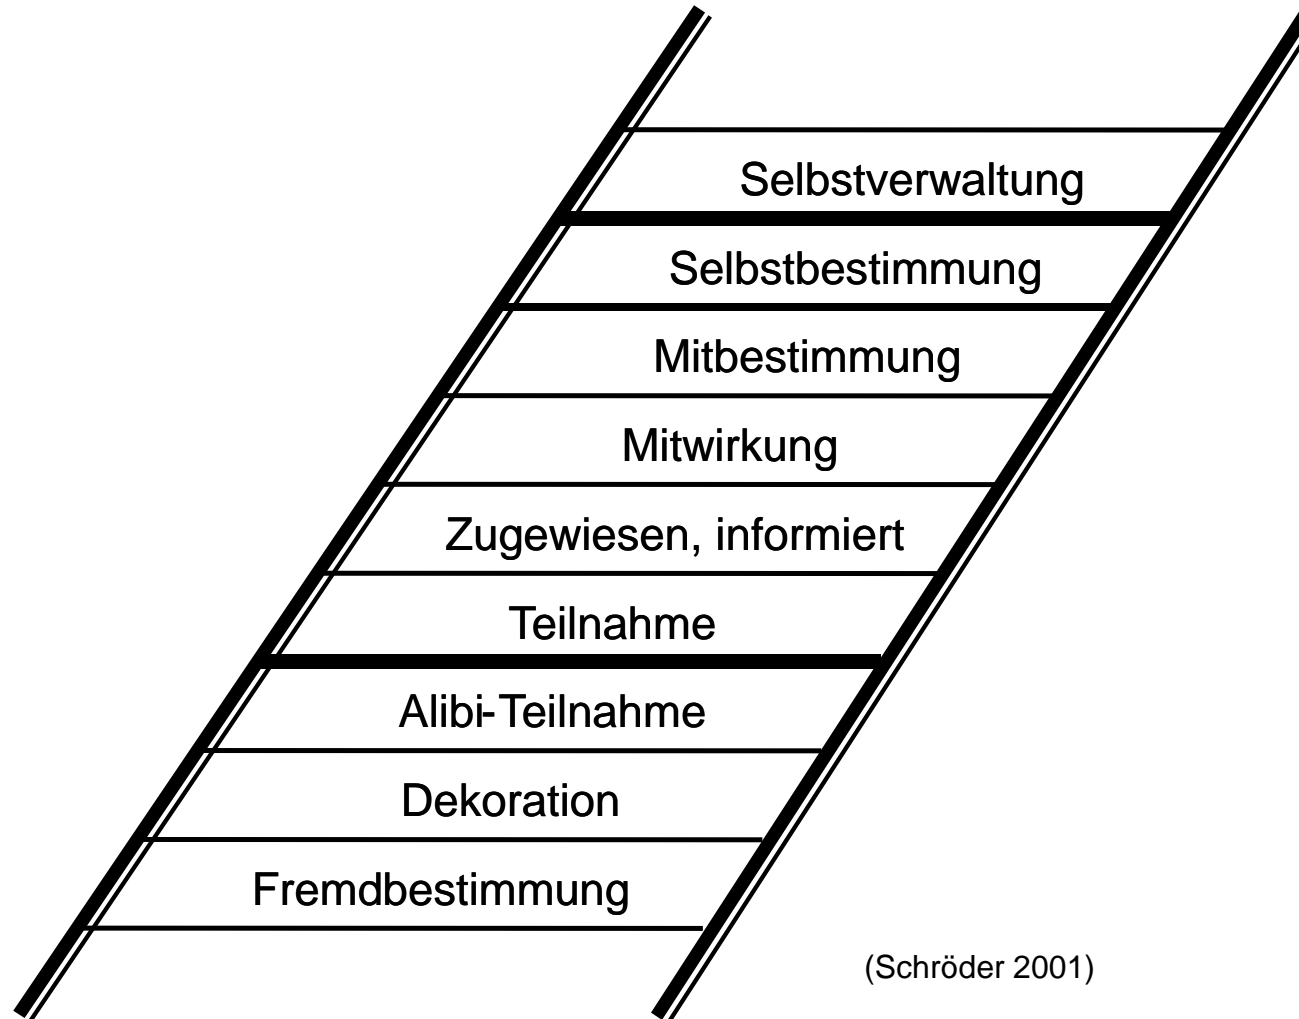 Selbstverwaltung
Selbstbestimmung
Mitbestimmung
Mitwirkung
Zugewiesen, informiert
Teilnahme
Alibi-Teilnahme
Dekoration
Fremdbestimmung
(Schröder 2001)